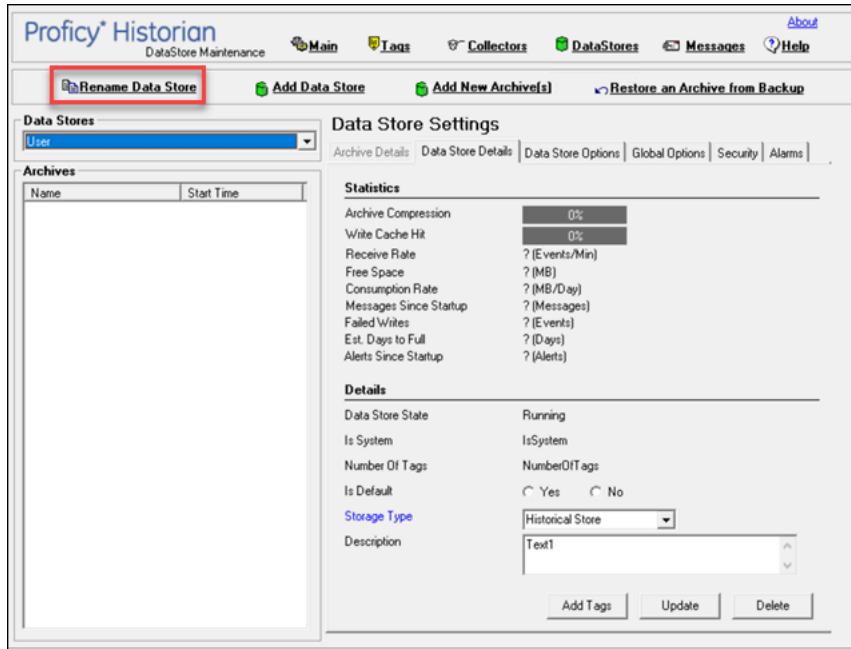 About
Proficy* Historian
DataStore Maintenance
Main Tags Collectors DataStores Messages Help
Rename Data Store Add Data Store Add New Archive[s] Restore an Archive from Backup
Data Stores
User
Data Store Settings
Archive Details Data Store Details Data Store Options Global Options Security Alarms
Archives
Name Start Time
Statistics
Archive Compression 0%
Write Cache Hit 0%
Receive Rate ? (Events/Min)
Free Space ? (MB)
Consumption Rate ? (MB/Day)
Messages Since Startup ? (Messages)
Failed Writes ? (Events)
Est. Days to Full ? (Days)
Alerts Since Startup ? (Alerts)
Details
Data Store State Running
Is System IsSystem
Number Of Tags NumberOfTags
Is Default Yes No
Storage Type Historical Store
Description Text1
Add Tags Update Delete